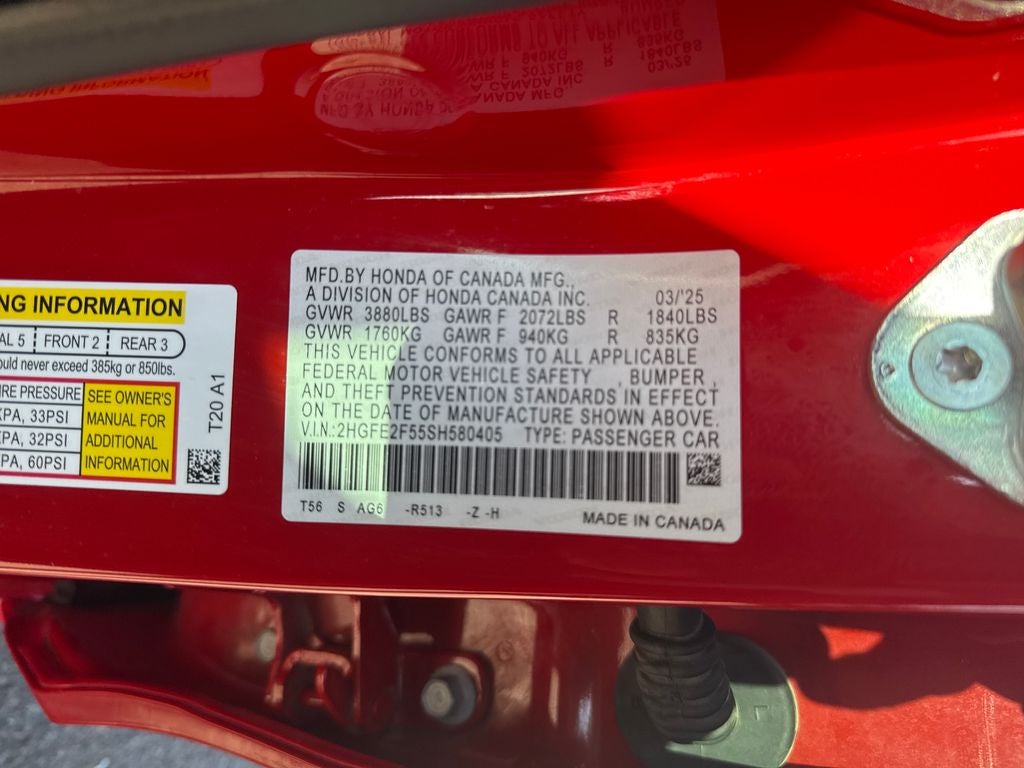 NG INFORMATION
AL 5 FRONT 2 REAR 3
ould never exceed 385kg or 850lbs.
IRE PRESSURE
KPA, 33PSI
KPA, 32PSI
KPA, 60PSI
SEE OWNER'S
MANUAL FOR
ADDITIONAL
INFORMATION
T20 A1
MFD.BY HONDA OF CANADA MFG.,
A DIVISION OF HONDA CANADA INC. 03/'25
GVWR 3880LBS GAWR F 2072LBS R 1840LBS
GVWR 1760KG GAWR F 940KG R 835KG
THIS VEHICLE CONFORMS TO ALL APPLICABLE
FEDERAL MOTOR VEHICLE SAFETY , BUMPER ,
AND THEFT PREVENTION STANDARDS IN EFFECT
ON THE DATE OF MANUFACTURE SHOWN ABOVE.
V.I.N.:2HGFE2F55SH580405 TYPE: PASSENGER CAR
T56 S AG6 -R513 -Z -H
MADE IN CANADA